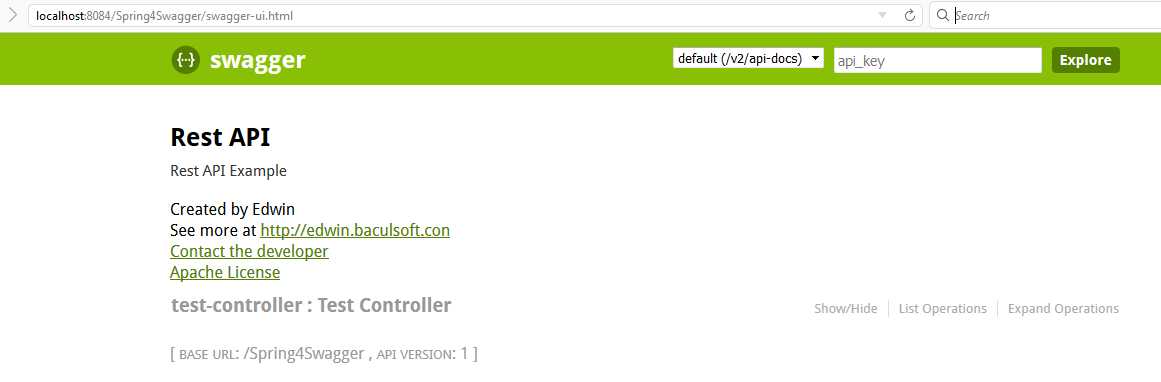 localhost:8084/Spring4Swagger/swagger-ui.html Search
{···} swagger default (/v2/api-docs) api_key Explore
Rest API
Rest API Example
Created by Edwin
See more at http://edwin.baculsoft.con
Contact the developer
Apache License
test-controller : Test Controller Show/Hide List Operations Expand Operations
[ BASE URL: /Spring4Swagger , API VERSION: 1 ]